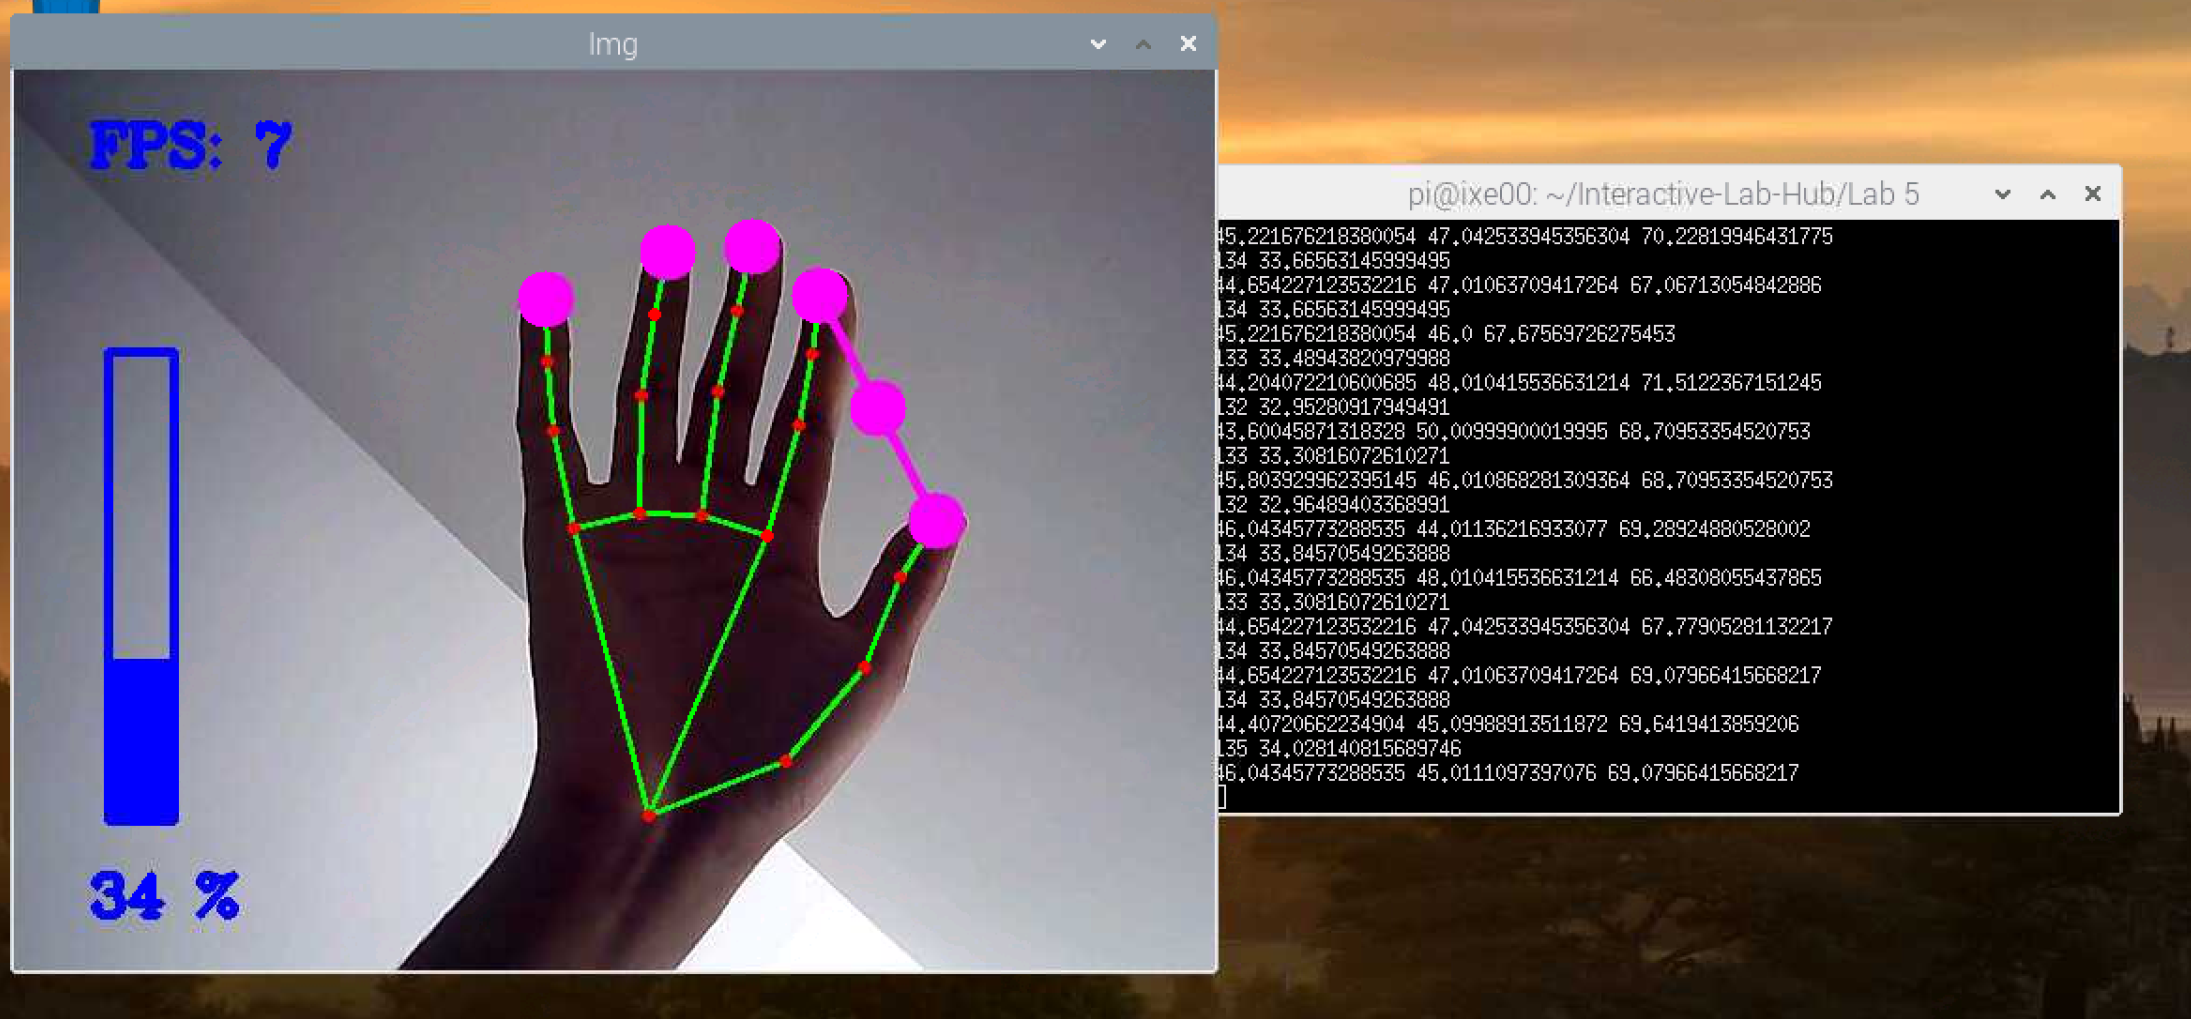 Img
FPS: 7
34 %
pi@ixe00: ~/Interactive-Lab-Hub/Lab 5
45.221676218380054 47.042533945356304 70.22819946431775
134 33.66563145999495
44.654227123532216 47.01063709417264 67.06713054842886
134 33.66563145999495
45.221676218380054 46.0 67.67569726275453
133 33.48943820979988
44.204072210600685 48.010415536631214 71.5122367151245
132 32.95280917949491
43.60045871318328 50.00999900019995 68.70953354520753
133 33.30816072610271
45.803929962395145 46.010868281309364 68.70953354520753
132 32.96489403368991
46.04345773288535 44.01136216933077 69.28924880528002
134 33.84570549263888
46.04345773288535 48.010415536631214 66.48308055437865
133 33.30816072610271
44.654227123532216 47.042533945356304 67.77905281132217
134 33.84570549263888
44.654227123532216 47.01063709417264 69.07966415668217
134 33.84570549263888
44.40720662234904 45.09988913511872 69.6419413859206
135 34.028140815689746
46.04345773288535 45.0111097397076 69.07966415668217